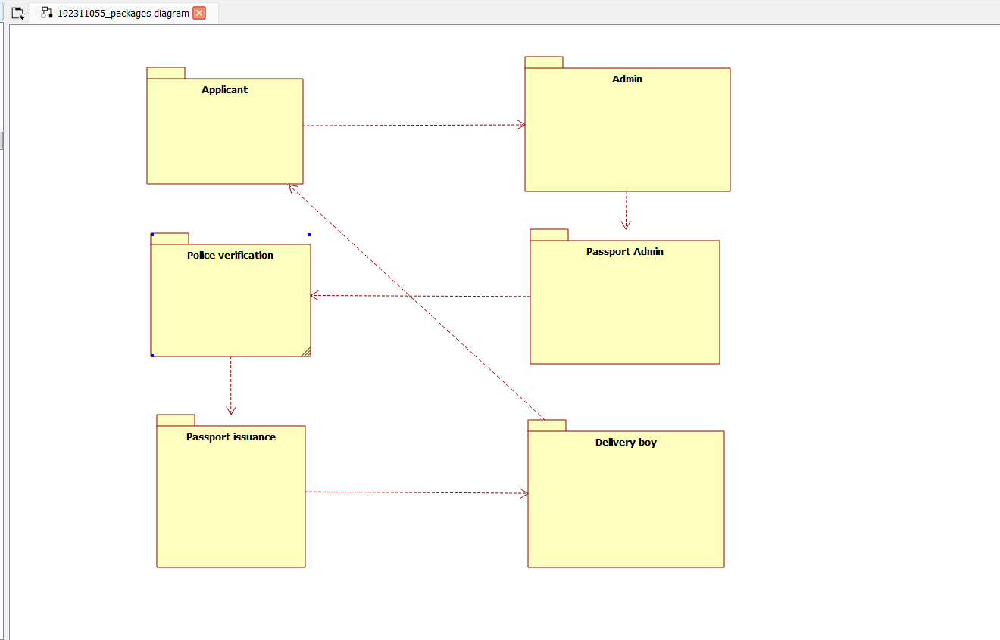 192311055_packages diagram
Applicant
Admin
Police verification
Passport Admin
Passport issuance
Delivery boy